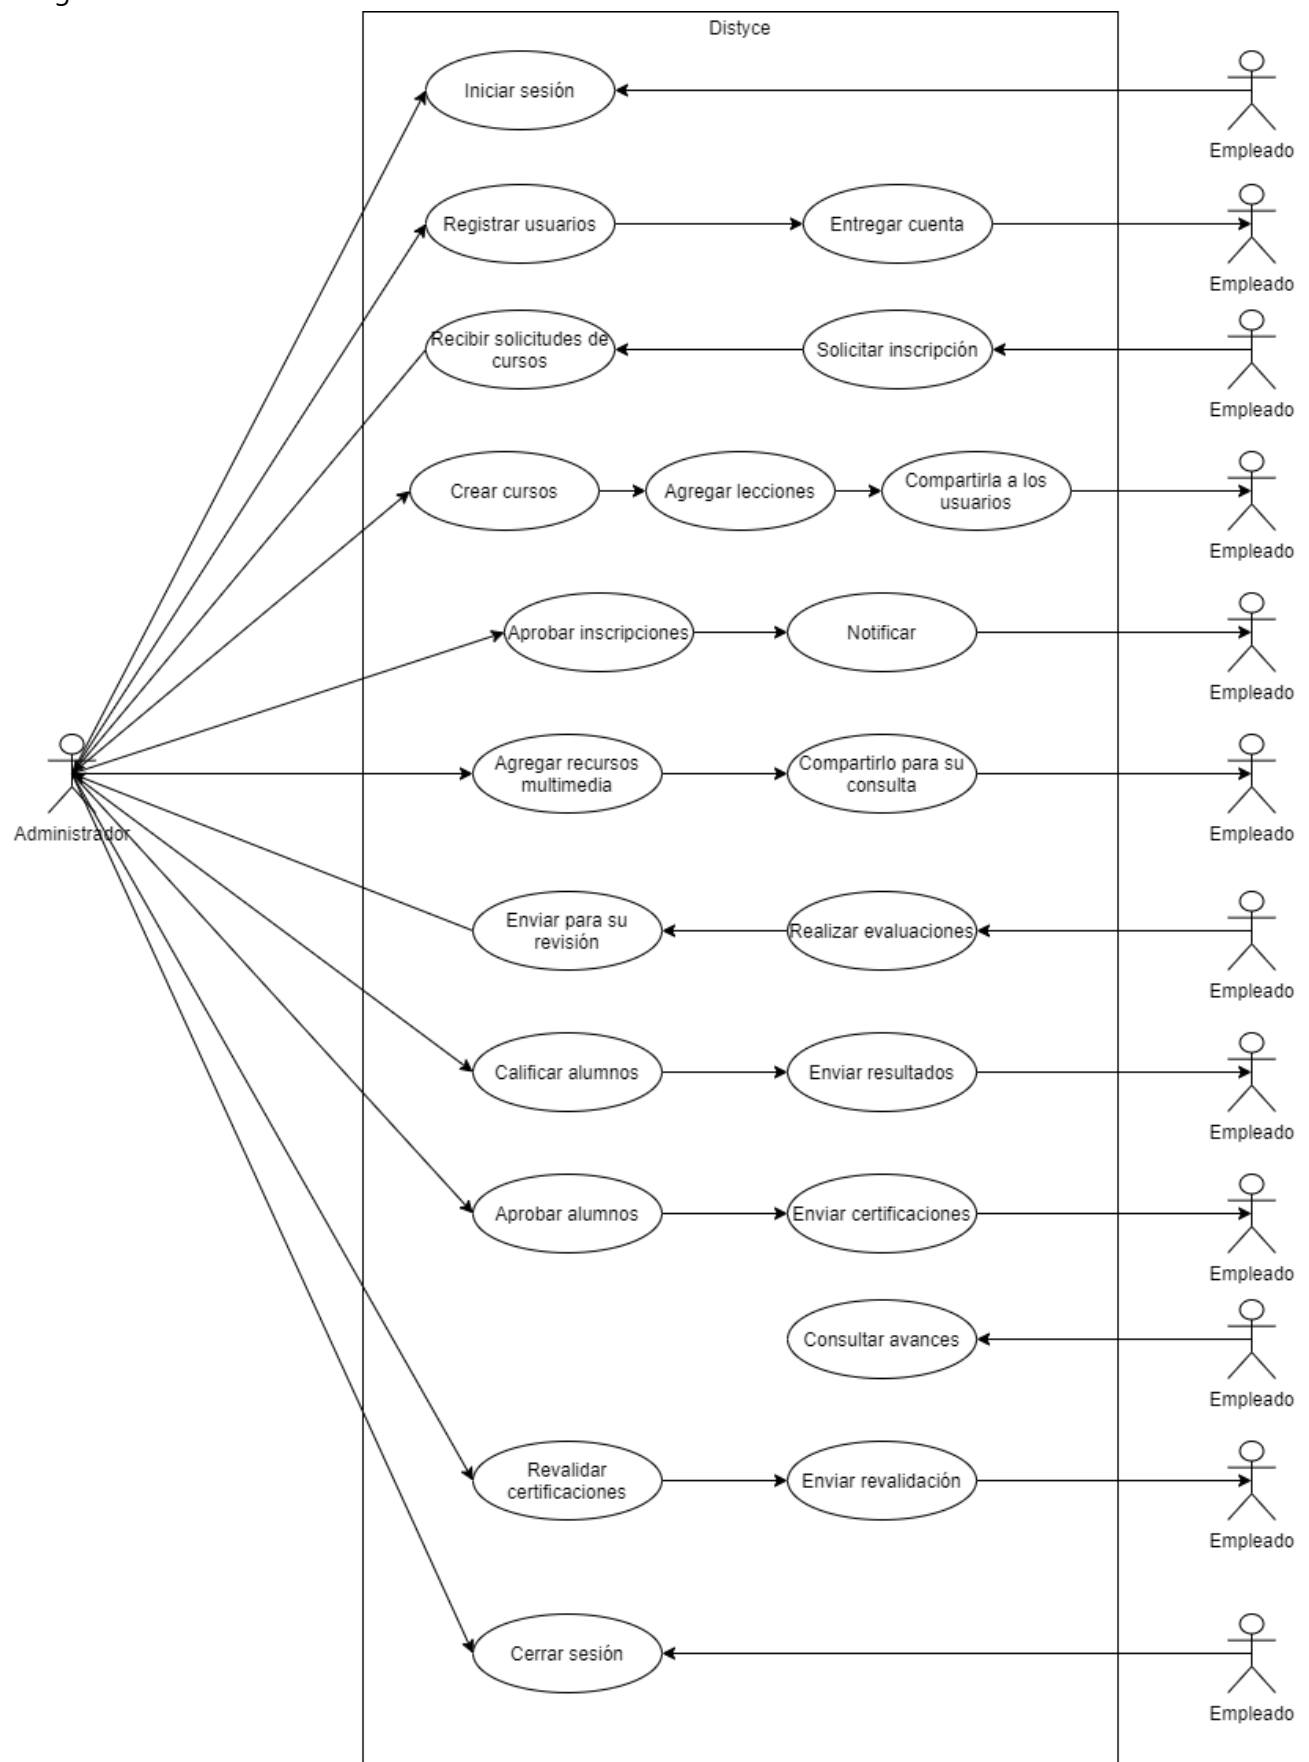 Distyce
Iniciar sesión
Empleado
Registrar usuarios
Entregar cuenta
Empleado
Recibir solicitudes de
cursos
Solicitar inscripción
Empleado
Crear cursos
Agregar lecciones
Compartirla a los
usuarios
Empleado
Aprobar inscripciones
Notificar
Empleado
Agregar recursos
multimedia
Compartirlo para su
consulta
Empleado
Administrador
Enviar para su
revisión
Realizar evaluaciones
Empleado
Calificar alumnos
Enviar resultados
Empleado
Aprobar alumnos
Enviar certificaciones
Empleado
Consultar avances
Empleado
Revalidar
certificaciones
Enviar revalidación
Empleado
Cerrar sesión
Empleado